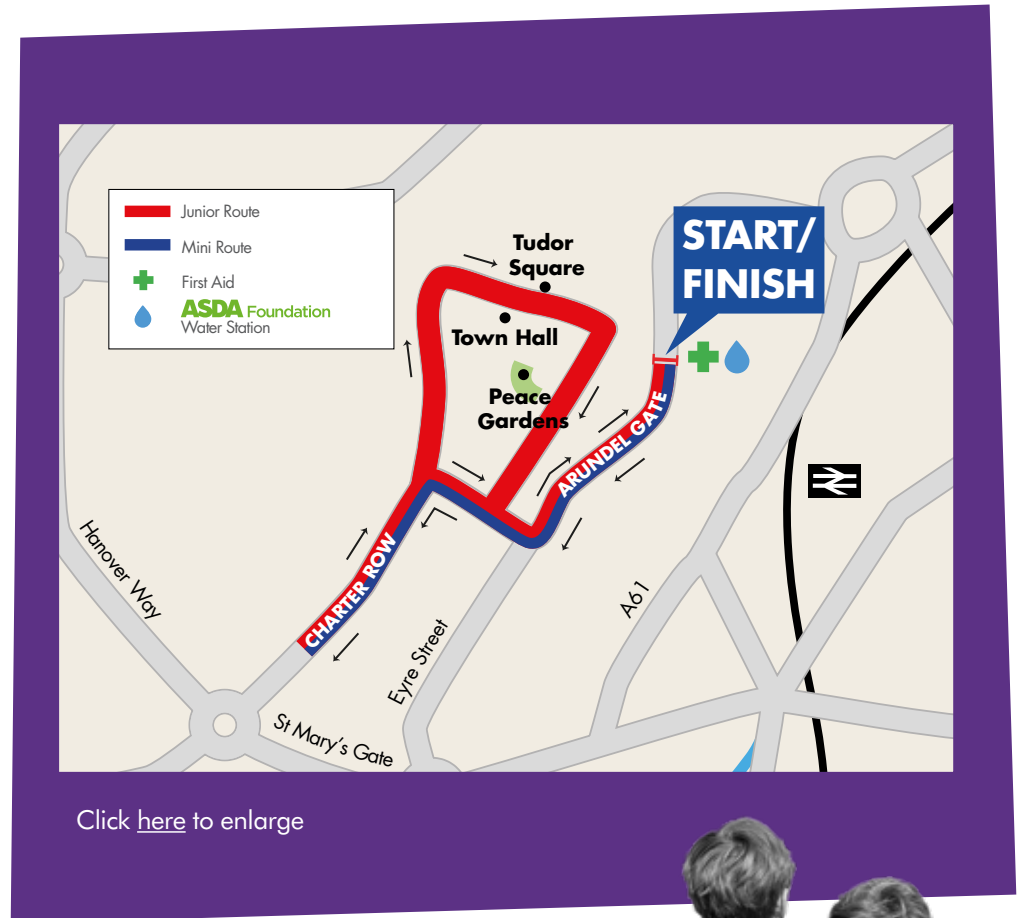 Junior Route
Mini Route
First Aid
ASDA Foundation
Water Station
START/
FINISH
Tudor
Square
Town Hall
Peace
Gardens
ARUNDEL GATE
CHARTER ROW
Hanover Way
A61
Eyre Street
St Mary's Gate
Click here to enlarge